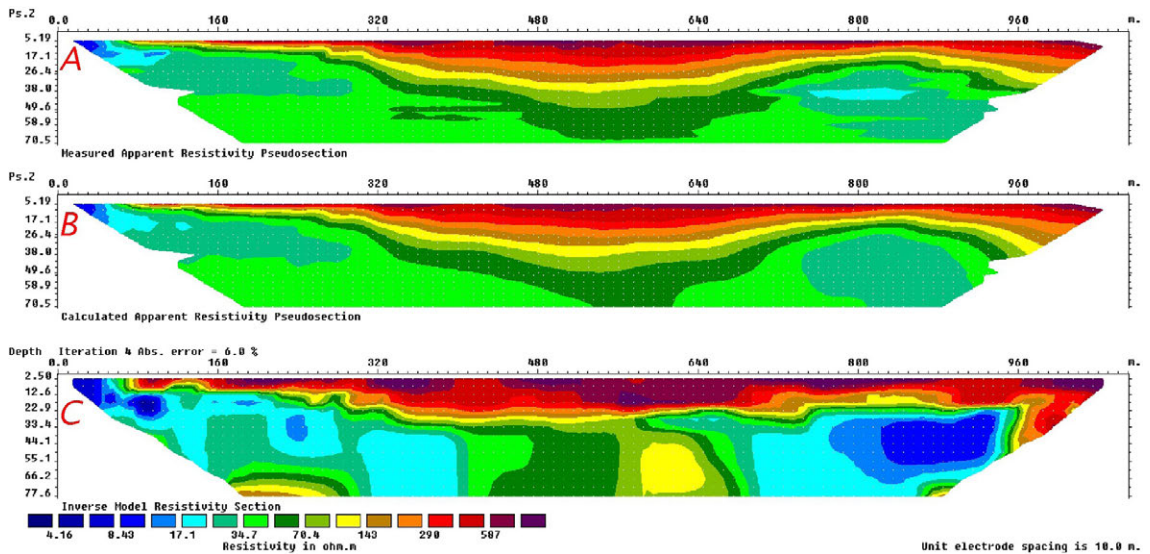 Ps.Z 0.0 160 320 480 640 800 960 m.
5.19
A
17.1
26.4
38.0
49.6
58.9
70.5
Measured Apparent Resistivity Pseudosection
Ps.Z 0.0 160 320 480 640 800 960 m.
5.19
B
17.1
26.4
38.0
49.6
58.9
70.5
Calculated Apparent Resistivity Pseudosection
Depth Iteration 4 Abs. error = 6.0 %
0.0 160 320 480 640 800 960 m.
2.50
12.6
C
22.9
33.4
44.1
55.1
66.2
77.6
Inverse Model Resistivity Section
4.16 8.43 17.1 34.7 70.4 143 290 587
Resistivity in ohm.m
Unit electrode spacing is 10.0 m.